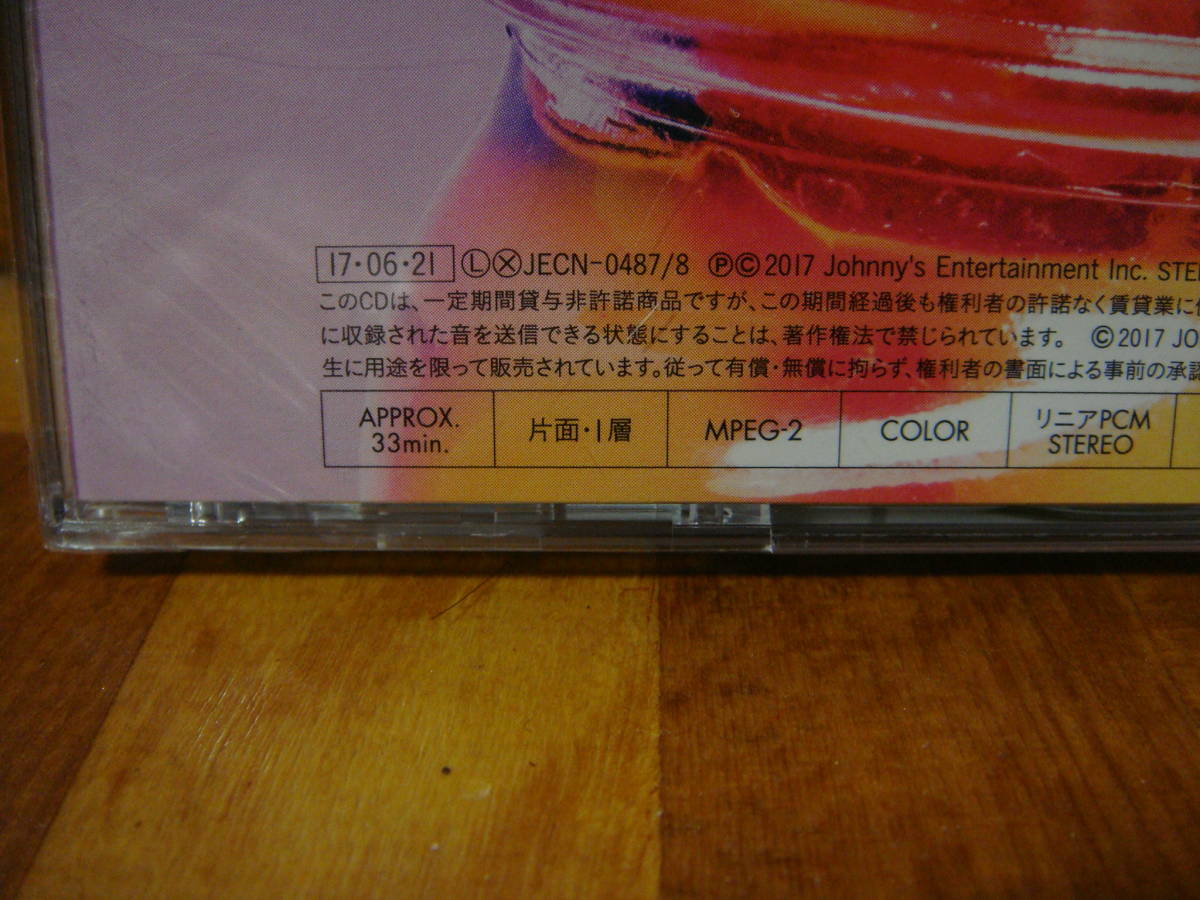 17·06·21 ⓁⓍJECN-0487/8 ℗©2017 Johnny's Entertainment Inc. STE
このCDは、一定期間貸与非許諾商品ですが、この期間経過後も権利者の許諾なく賃貸業に
に収録された音を送信できる状態にすることは、著作権法で禁じられています。 ©2017 JO
生に用途を限って販売されています。従って有償・無償に拘らず、権利者の書面による事前の承
APPROX. 33min. 片面・1層 MPEG-2 COLOR リニアPCM STEREO